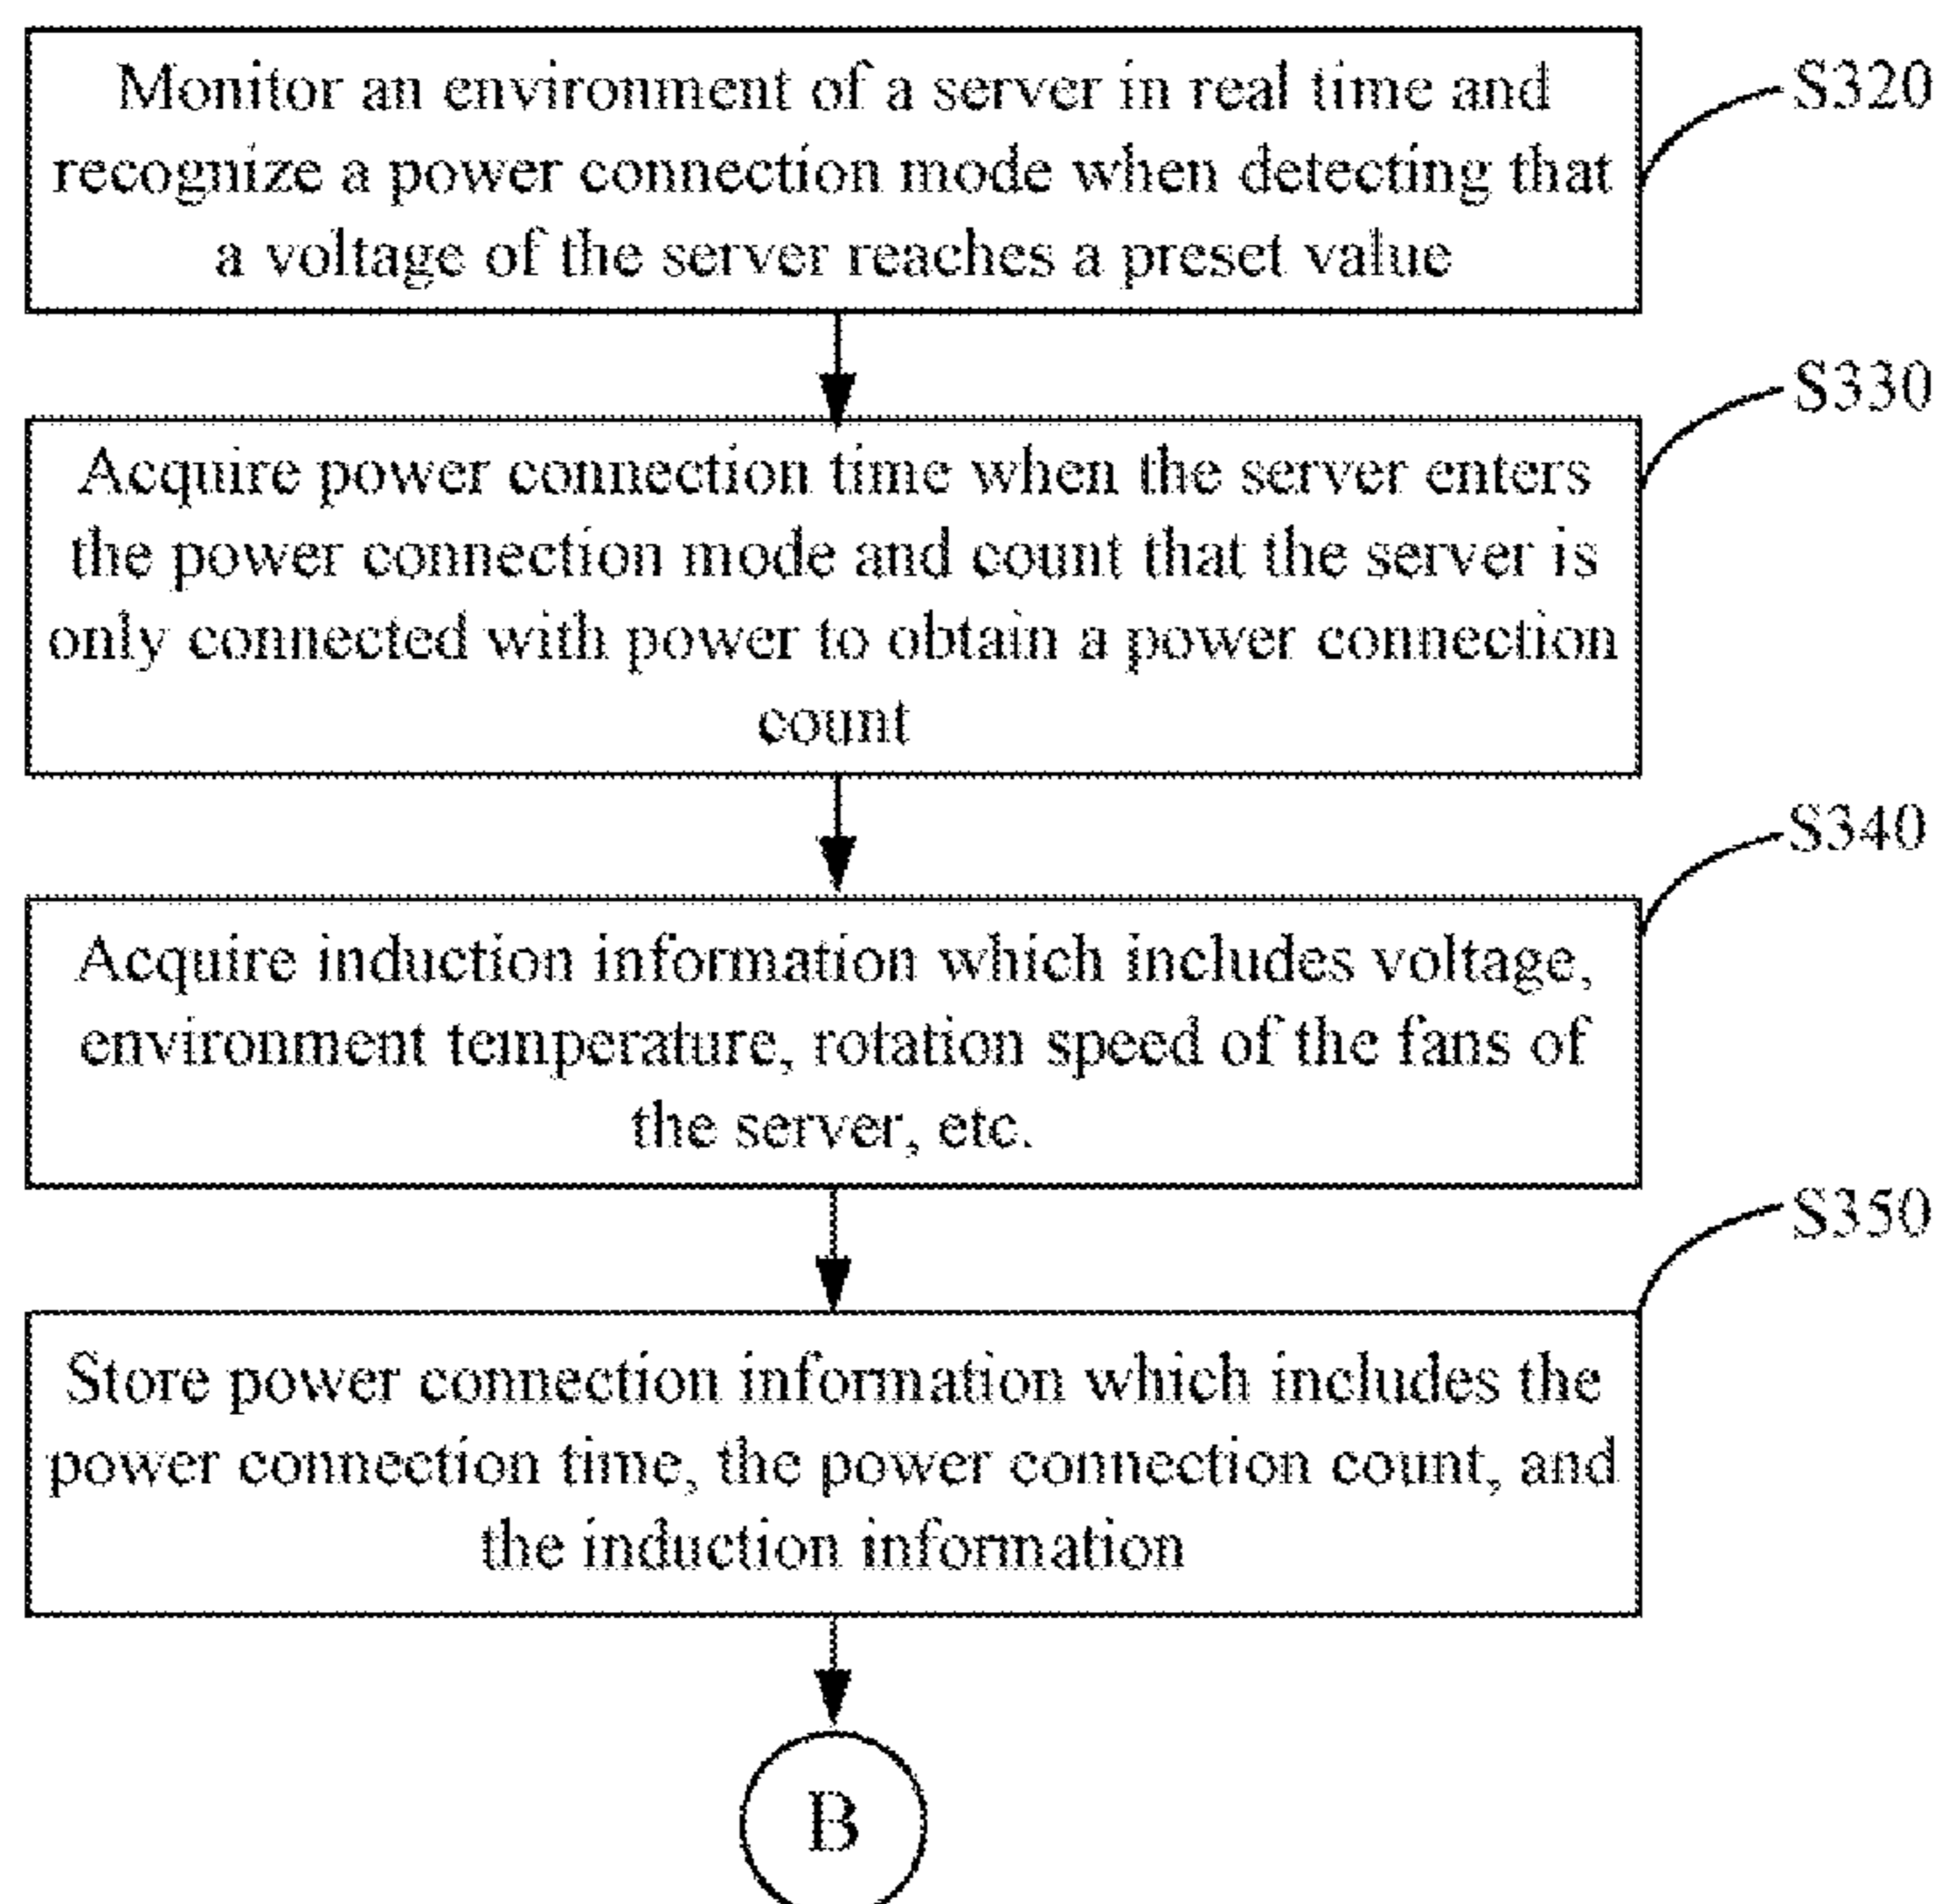 Monitor an environment of a server in real time and
recognize a power connection mode when detecting that
a voltage of the server reaches a preset value
S320
Acquire power connection time when the server enters
the power connection mode and count that the server is
only connected with power to obtain a power connection
count
S330
Acquire induction information which includes voltage,
environment temperature, rotation speed of the fans of
the server, etc.
S340
Store power connection information which includes the
power connection time, the power connection count, and
the induction information
S350
B